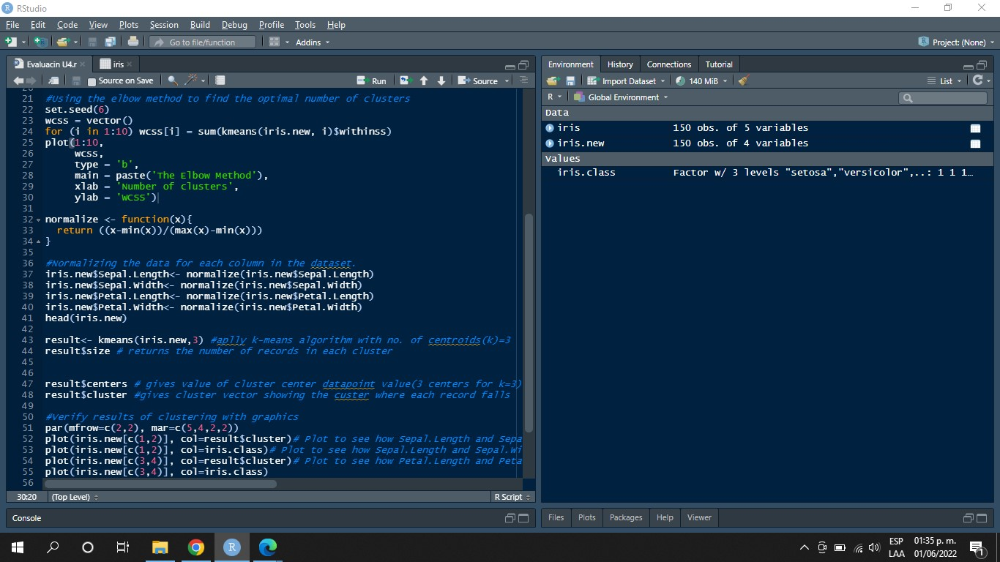 RStudio
File Edit Code View Plots Session Build Debug Profile Tools Help
Go to file/function Addins Project: (None)
Evaluacin U4.r iris
Source on Save Run Source
21 #Using the elbow method to find the optimal number of clusters
22 set.seed(6)
23 wcss = vector()
24 for (i in 1:10) wcss[i] = sum(kmeans(iris.new, i)$withinss)
25 plot(1:10,
26 wcss,
27 type = 'b',
28 main = paste('The Elbow Method'),
29 xlab = 'Number of clusters',
30 ylab = 'WCSS')
31
32 normalize <- function(x){
33 return ((x-min(x))/(max(x)-min(x)))
34 }
35
36 #Normalizing the data for each column in the dataset.
37 iris.new$Sepal.Length<- normalize(iris.new$Sepal.Length)
38 iris.new$Sepal.Width<- normalize(iris.new$Sepal.Width)
39 iris.new$Petal.Length<- normalize(iris.new$Petal.Length)
40 iris.new$Petal.Width<- normalize(iris.new$Petal.Width)
41 head(iris.new)
42
43 result<- kmeans(iris.new,3) #aplly k-means algorithm with no. of centroids(k)=3
44 result$size # returns the number of records in each cluster
45
46
47 result$centers # gives value of cluster center datapoint value(3 centers for k=3)
48 result$cluster #gives cluster vector showing the custer where each record falls
49
50 #Verify results of clustering with graphics
51 par(mfrow=c(2,2), mar=c(5,4,2,2))
52 plot(iris.new[c(1,2)], col=result$cluster)# Plot to see how Sepal.Length and Sepa
53 plot(iris.new[c(1,2)], col=iris.class)# Plot to see how Sepal.Length and Sepal.Wi
54 plot(iris.new[c(3,4)], col=result$cluster)# Plot to see how Petal.Length and Peta
55 plot(iris.new[c(3,4)], col=iris.class)
56
30:20 (Top Level) R Script
Console
Environment History Connections Tutorial
Import Dataset 140 MiB List
R Global Environment
Data
iris 150 obs. of 5 variables
iris.new 150 obs. of 4 variables
Values
iris.class Factor w/ 3 levels "setosa","versicolor",..: 1 1 1…
Files Plots Packages Help Viewer
ESP 01:35 p. m.
LAA 01/06/2022
1